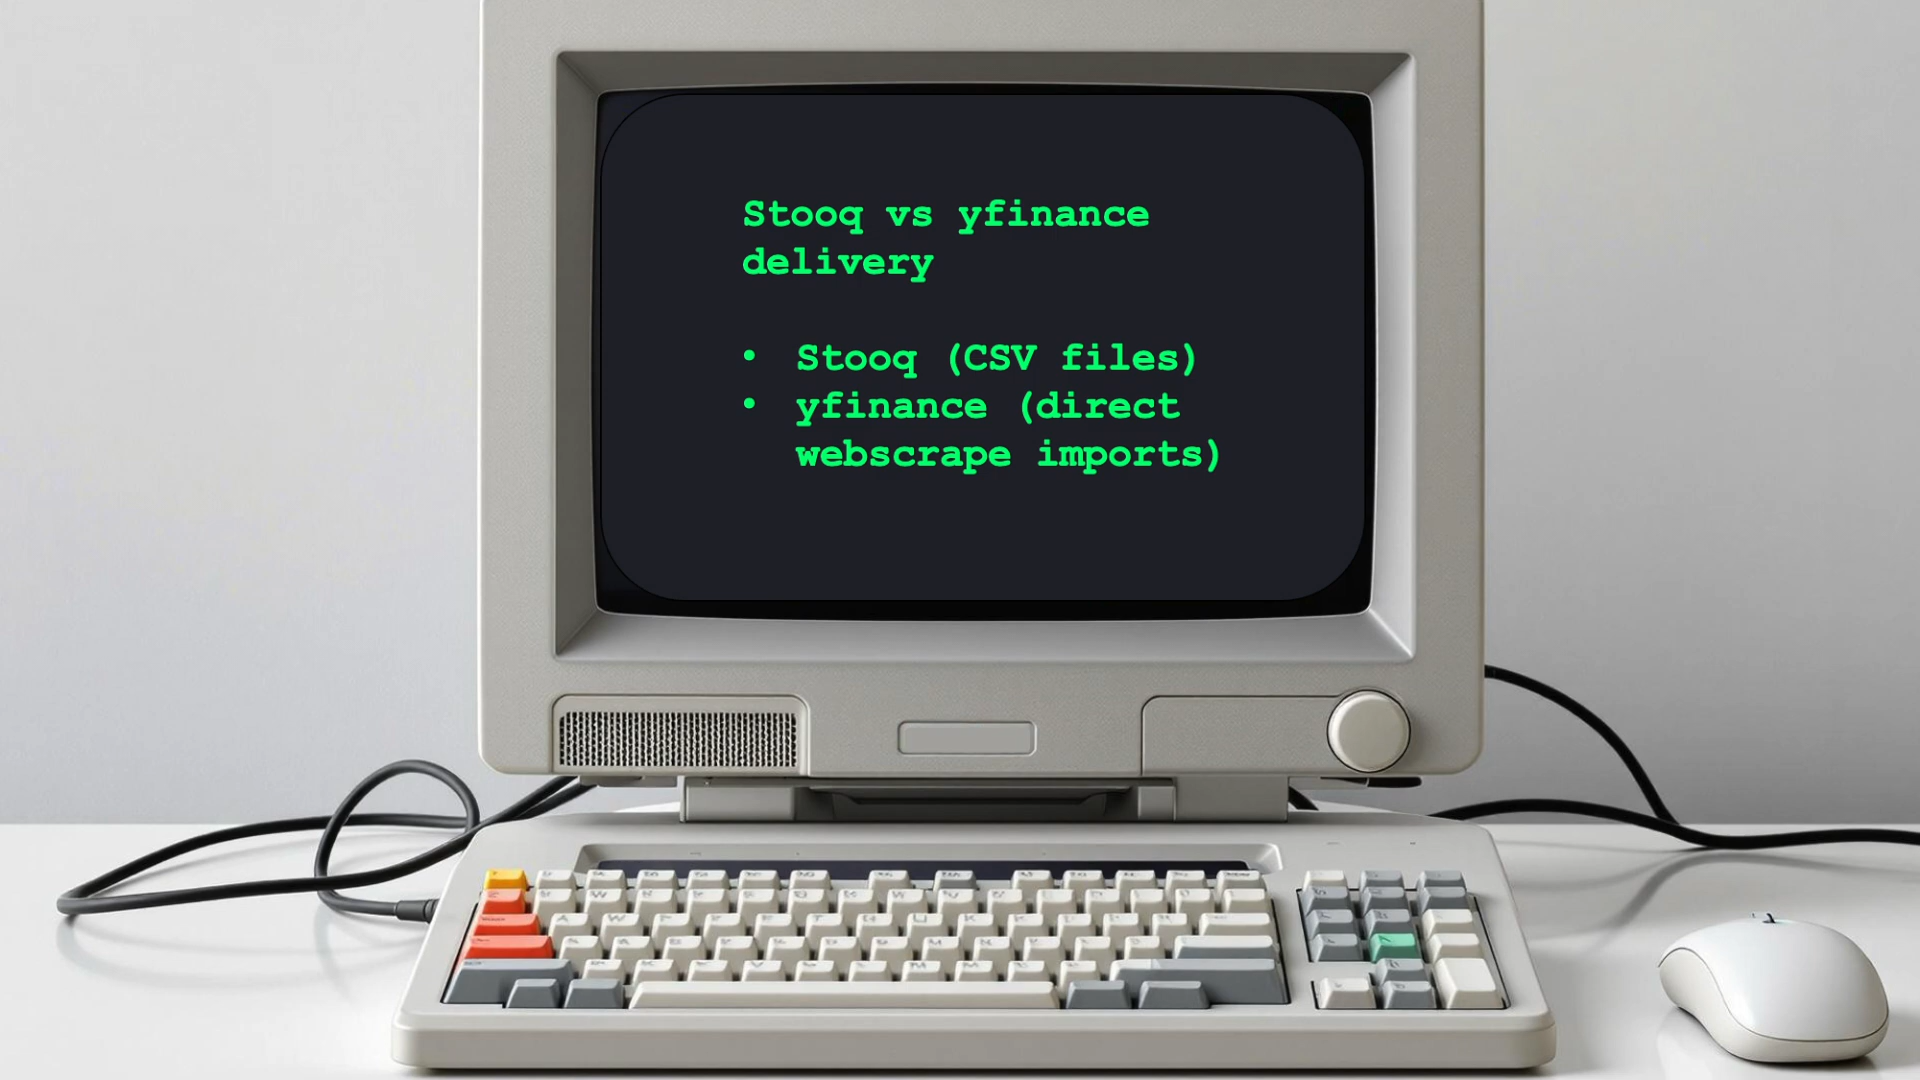 Stooq vs yfinance
delivery
• Stooq (CSV files)
• yfinance (direct
webscrape imports)